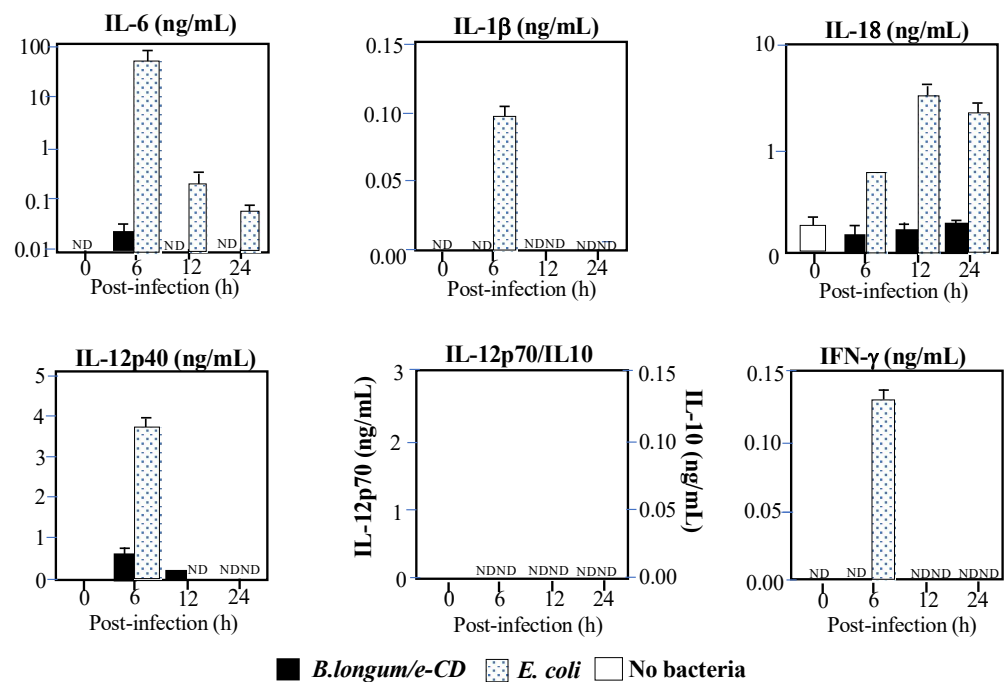 IL-6 (ng/mL)
100
10
1
0.1
0.01
ND
ND
ND
0
6
12
24
Post-infection (h)
IL-1β (ng/mL)
0.15
0.10
0.05
0.00
ND
ND
NDND
NDND
0
6
12
24
Post-infection (h)
IL-18 (ng/mL)
10
1
0
0
6
12
24
Post-infection (h)
IL-12p40 (ng/mL)
5
4
3
2
1
0
ND
NDND
0
6
12
24
Post-infection (h)
IL-12p70/IL10
IL-12p70 (ng/mL)
3
2
1
0
NDND
NDND
NDND
0.15
0.10
0.05
0.00
IL-10 (ng/mL)
0
6
12
24
Post-infection (h)
IFN-γ (ng/mL)
0.15
0.10
0.05
0.00
ND
ND
NDND
NDND
0
6
12
24
Post-infection (h)
B.longum/e-CD E. coli No bacteria